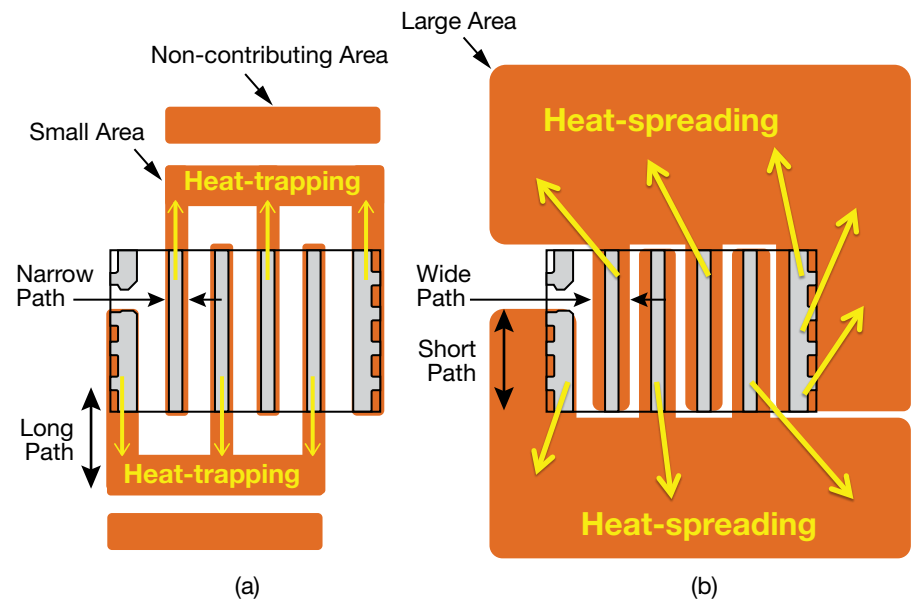 Non-contributing Area
Small Area
Heat-trapping
Narrow
Path
Long
Path
Heat-trapping
(a)
Large Area
Heat-spreading
Wide
Path
Short
Path
Heat-spreading
(b)